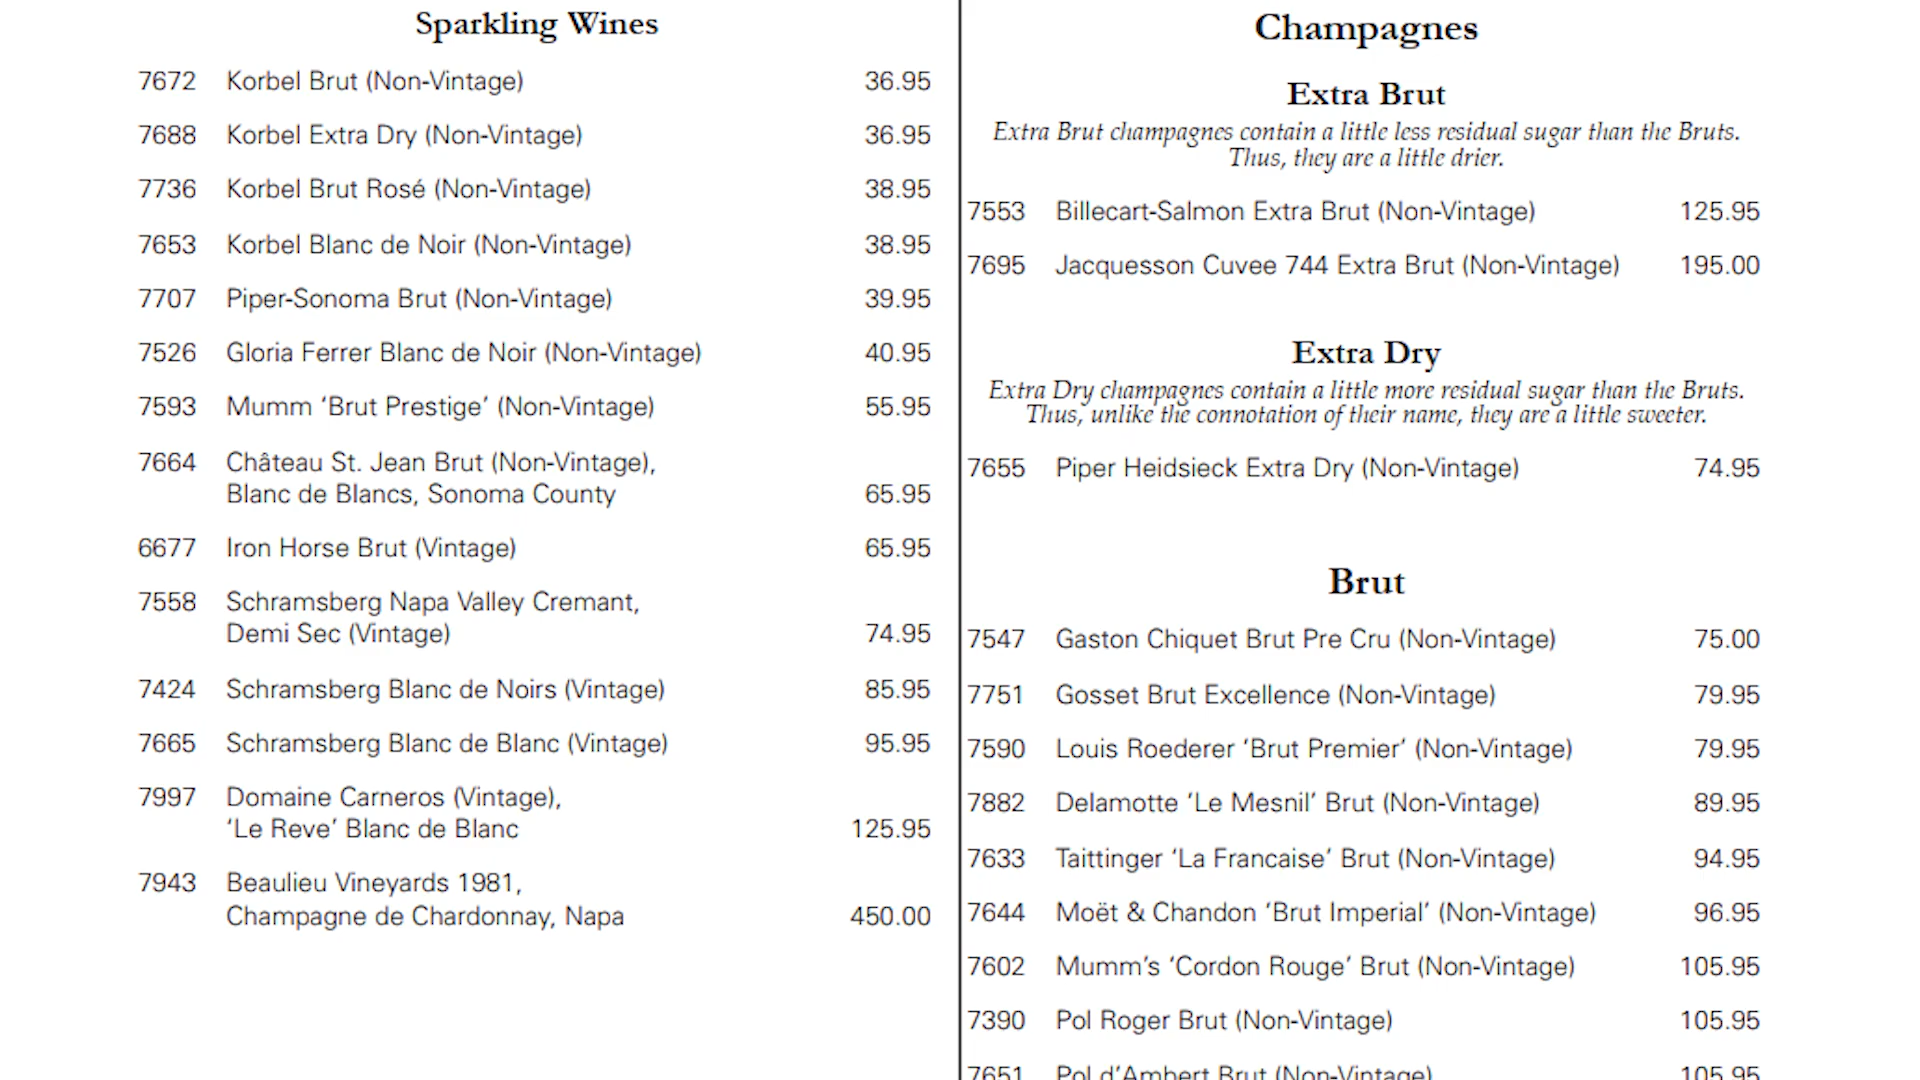 Sparkling Wines
7672 Korbel Brut (Non-Vintage) 36.95
7688 Korbel Extra Dry (Non-Vintage) 36.95
7736 Korbel Brut Rosé (Non-Vintage) 38.95
7653 Korbel Blanc de Noir (Non-Vintage) 38.95
7707 Piper-Sonoma Brut (Non-Vintage) 39.95
7526 Gloria Ferrer Blanc de Noir (Non-Vintage) 40.95
7593 Mumm ‘Brut Prestige’ (Non-Vintage) 55.95
7664 Château St. Jean Brut (Non-Vintage),
Blanc de Blancs, Sonoma County 65.95
6677 Iron Horse Brut (Vintage) 65.95
7558 Schramsberg Napa Valley Cremant,
Demi Sec (Vintage) 74.95
7424 Schramsberg Blanc de Noirs (Vintage) 85.95
7665 Schramsberg Blanc de Blanc (Vintage) 95.95
7997 Domaine Carneros (Vintage),
‘Le Reve’ Blanc de Blanc 125.95
7943 Beaulieu Vineyards 1981,
Champagne de Chardonnay, Napa 450.00
Champagnes
Extra Brut
Extra Brut champagnes contain a little less residual sugar than the Bruts.
Thus, they are a little drier.
7553 Billecart-Salmon Extra Brut (Non-Vintage) 125.95
7695 Jacquesson Cuvee 744 Extra Brut (Non-Vintage) 195.00
Extra Dry
Extra Dry champagnes contain a little more residual sugar than the Bruts.
Thus, unlike the connotation of their name, they are a little sweeter.
7655 Piper Heidsieck Extra Dry (Non-Vintage) 74.95
Brut
7547 Gaston Chiquet Brut Pre Cru (Non-Vintage) 75.00
7751 Gosset Brut Excellence (Non-Vintage) 79.95
7590 Louis Roederer ‘Brut Premier’ (Non-Vintage) 79.95
7882 Delamotte ‘Le Mesnil’ Brut (Non-Vintage) 89.95
7633 Taittinger ‘La Francaise’ Brut (Non-Vintage) 94.95
7644 Moët & Chandon ‘Brut Imperial’ (Non-Vintage) 96.95
7602 Mumm’s ‘Cordon Rouge’ Brut (Non-Vintage) 105.95
7390 Pol Roger Brut (Non-Vintage) 105.95
7651 Pol d’Ambert Brut (Non-Vintage) 105.95